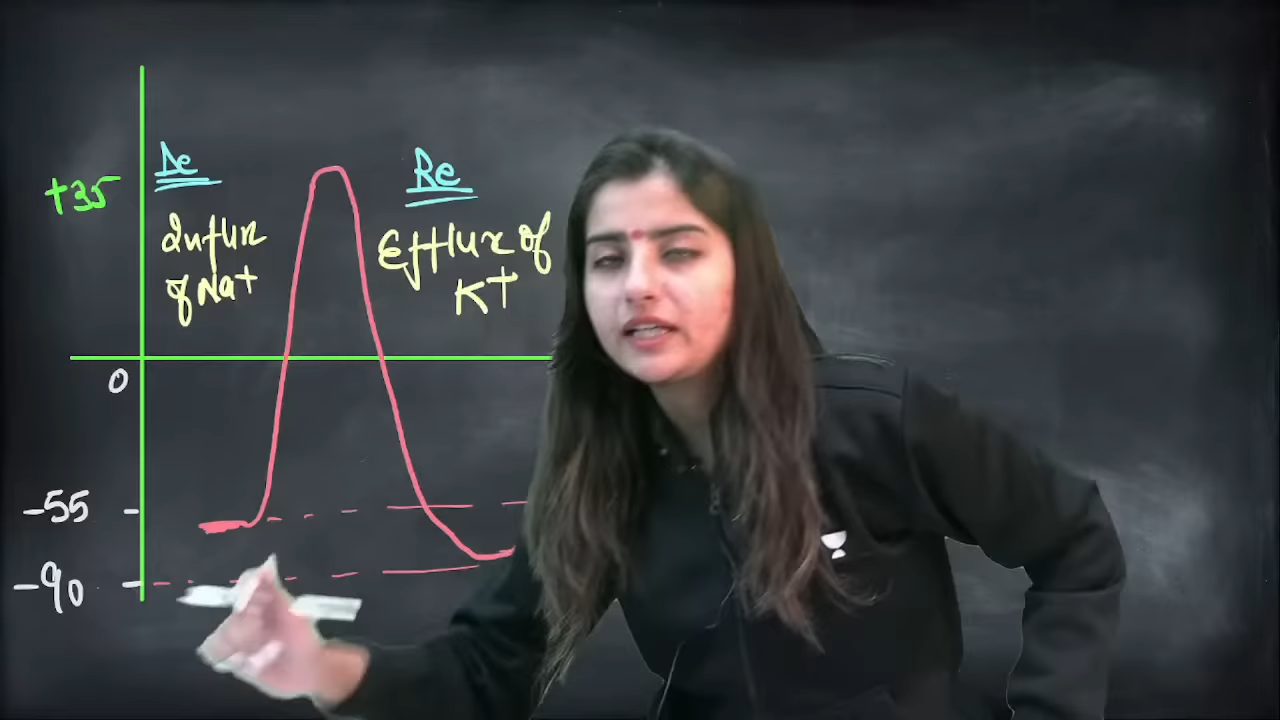 De
+35
Influx
of Na+
Re
Efflux of
K+
0
-55
-90